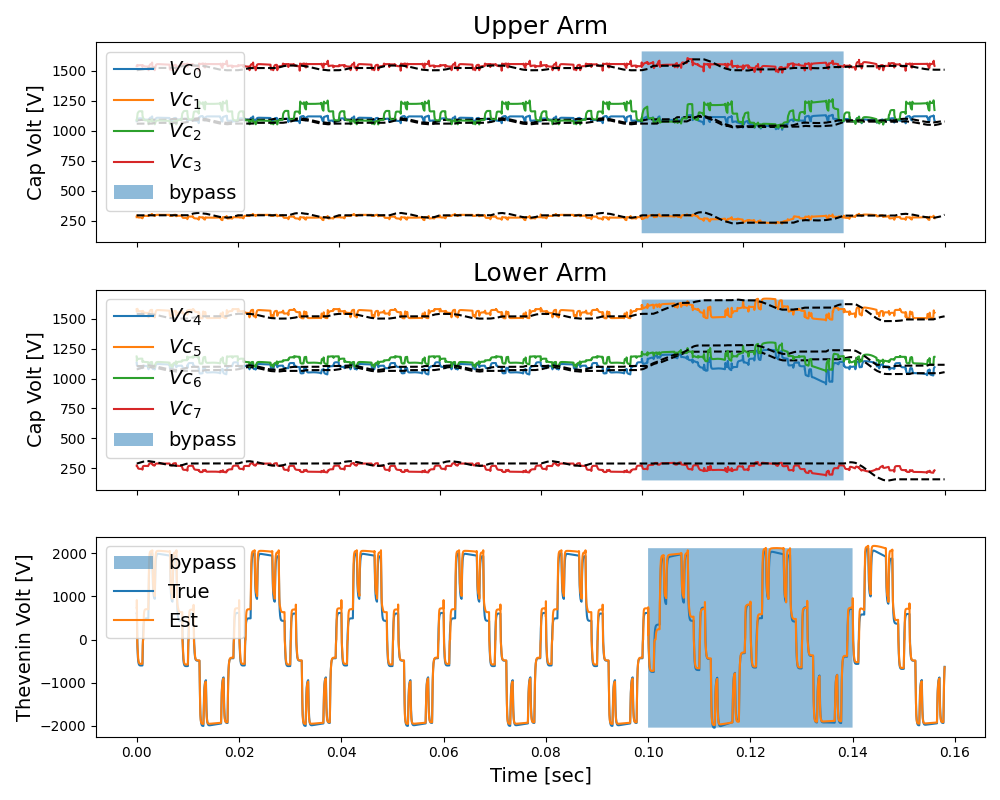 Upper Arm
Cap Volt [V]
1500
1250
1000
750
500
250
Vc0
Vc1
Vc2
Vc3
bypass
Lower Arm
Cap Volt [V]
1500
1250
1000
750
500
250
Vc4
Vc5
Vc6
Vc7
bypass
Thevenin Volt [V]
2000
1000
0
−1000
−2000
bypass
True
Est
0.00 0.02 0.04 0.06 0.08 0.10 0.12 0.14 0.16
Time [sec]